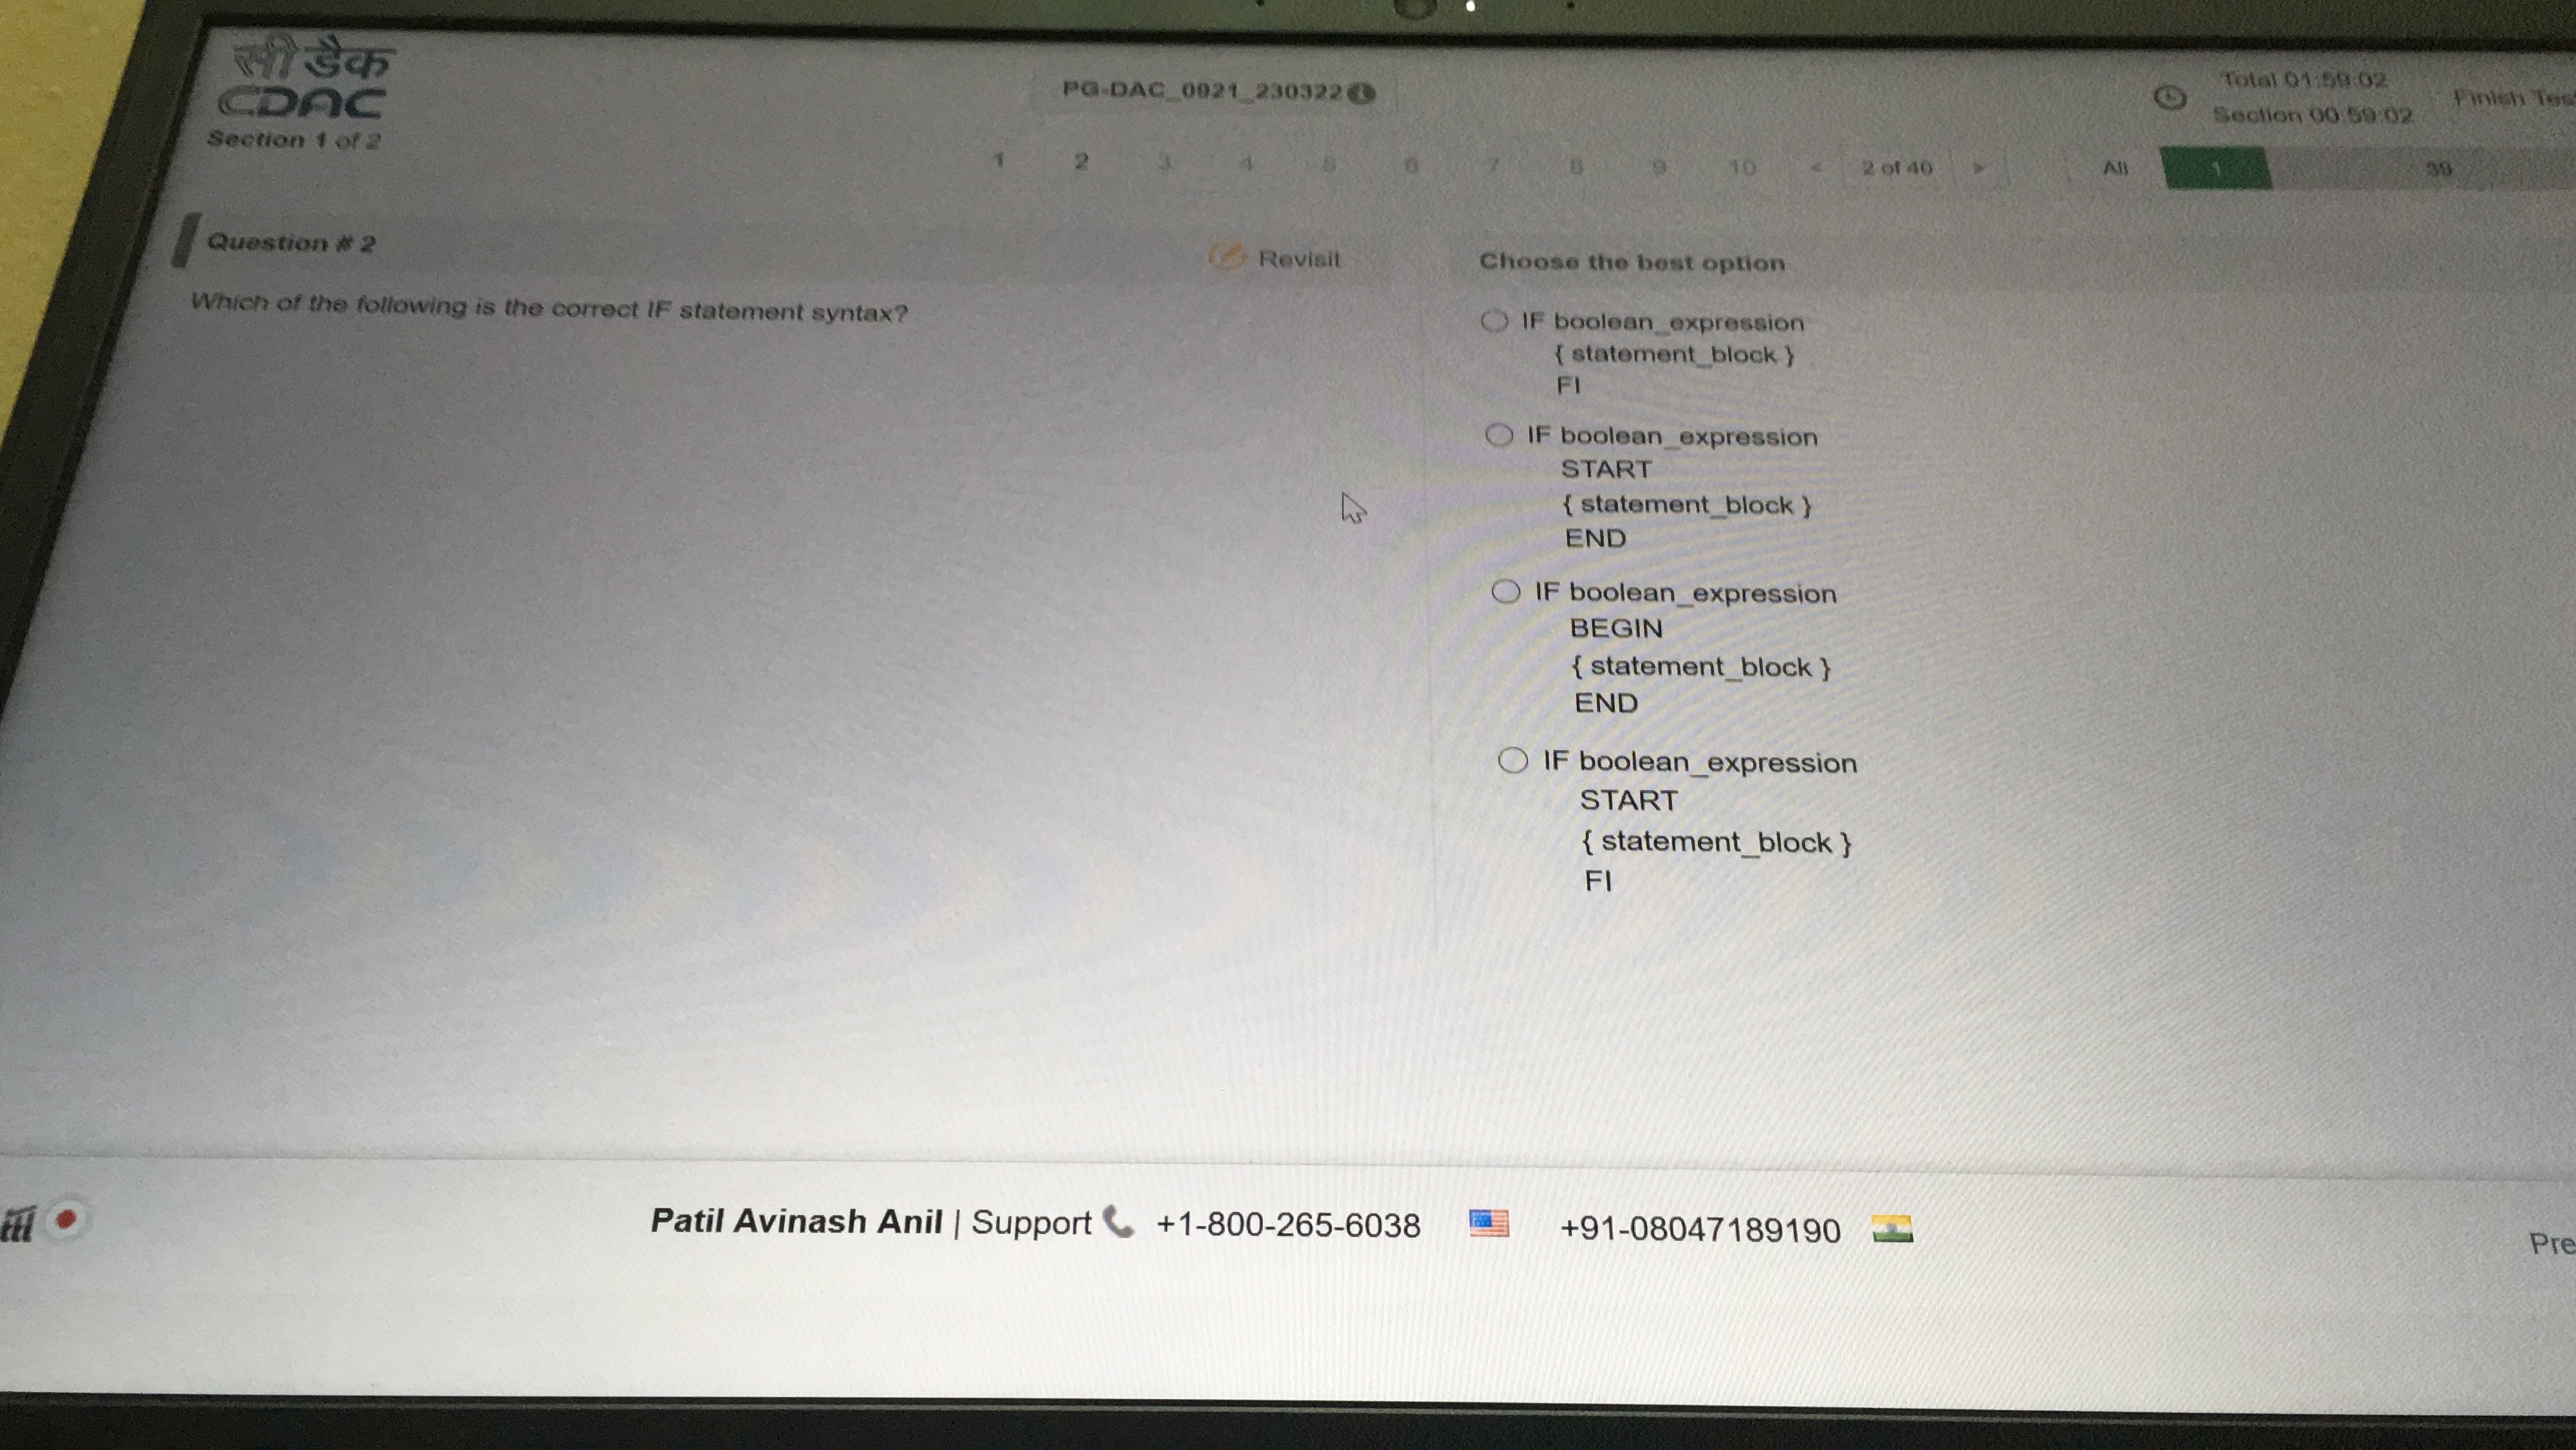 सी डैक
CDAC
Section 1 of 2
PG-DAC_0921_230322
Total 01:59:02
Section 00:59:02
Finish Tes
1 2 3 4 5 6 7 8 9 10 < 2 of 40 >
All 1 39
Question # 2
Revisit
Which of the following is the correct IF statement syntax?
Choose the best option
IF boolean_expression
{ statement_block }
FI
IF boolean_expression
START
{ statement_block }
END
IF boolean_expression
BEGIN
{ statement_block }
END
IF boolean_expression
START
{ statement_block }
FI
Patil Avinash Anil | Support +1-800-265-6038 +91-08047189190
Pre